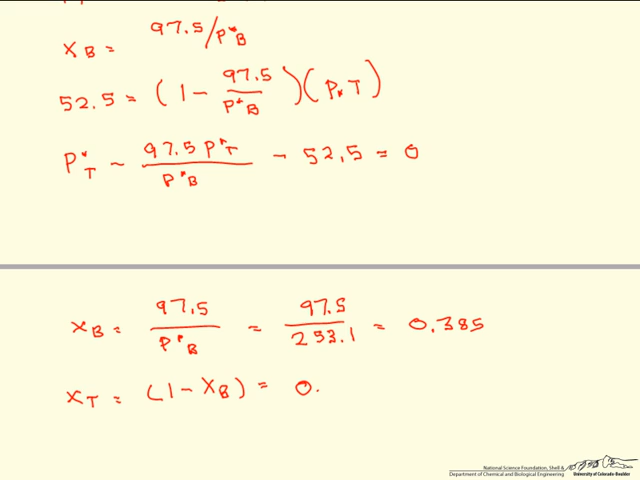 x_B = 97.5/P*_B
52.5 = (1 - 97.5/P*_B)(P*T)
P*_T - 97.5 P*_T/P*_B - 52.5 = 0
x_B = 97.5/P*_B = 97.5/253.1 = 0.385
x_T = (1 - x_B) = 0.
National Science Foundation, Shell &
Department of Chemical and Biological Engineering
University of Colorado-Boulder